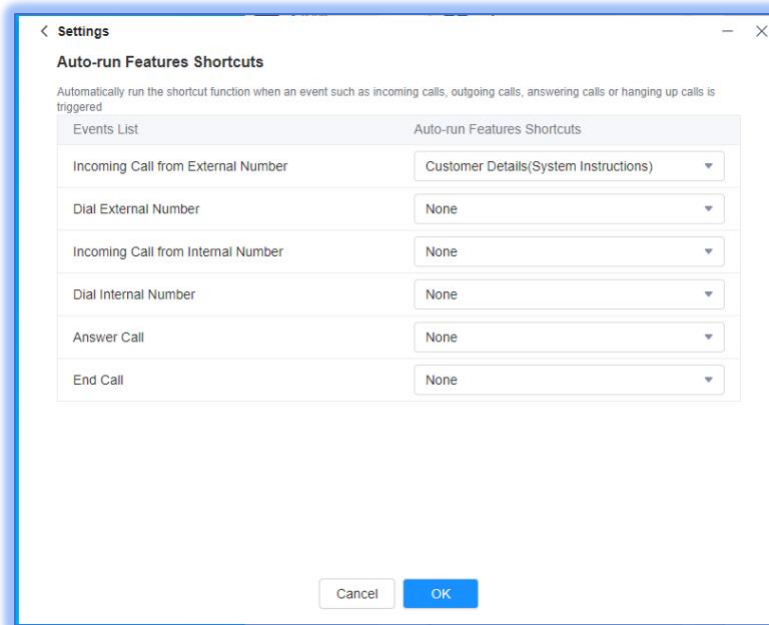 Settings
Auto-run Features Shortcuts
Automatically run the shortcut function when an event such as incoming calls, outgoing calls, answering calls or hanging up calls is
triggered
Events List Auto-run Features Shortcuts
Incoming Call from External Number Customer Details(System Instructions)
Dial External Number None
Incoming Call from Internal Number None
Dial Internal Number None
Answer Call None
End Call None
Cancel OK